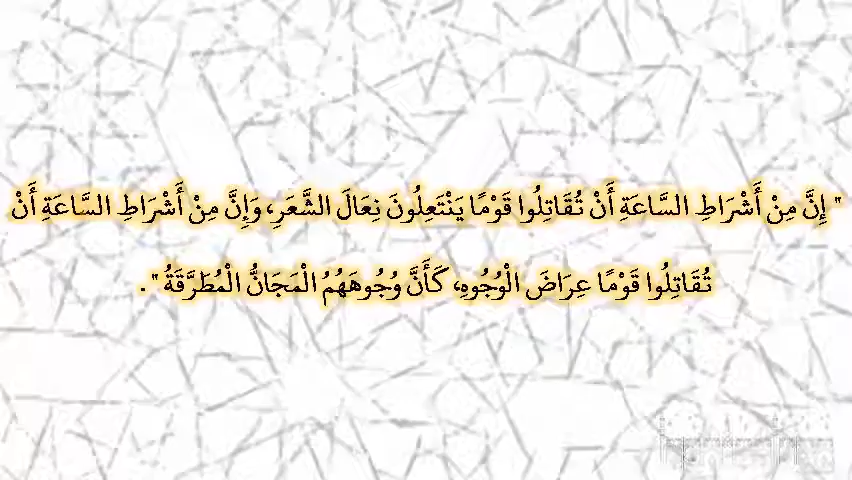 " إِنَّ مِنْ أَشْرَاطِ السَّاعَةِ أَنْ تُقَاتِلُوا قَوْمًا يَنْتَعِلُونَ نِعَالَ الشَّعَرِ، وَإِنَّ مِنْ أَشْرَاطِ السَّاعَةِ أَنْ
تُقَاتِلُوا قَوْمًا عِرَاضَ الْوُجُوهِ، كَأَنَّ وُجُوهَهُمُ الْمَجَانُّ الْمُطَرَّقَةُ " .